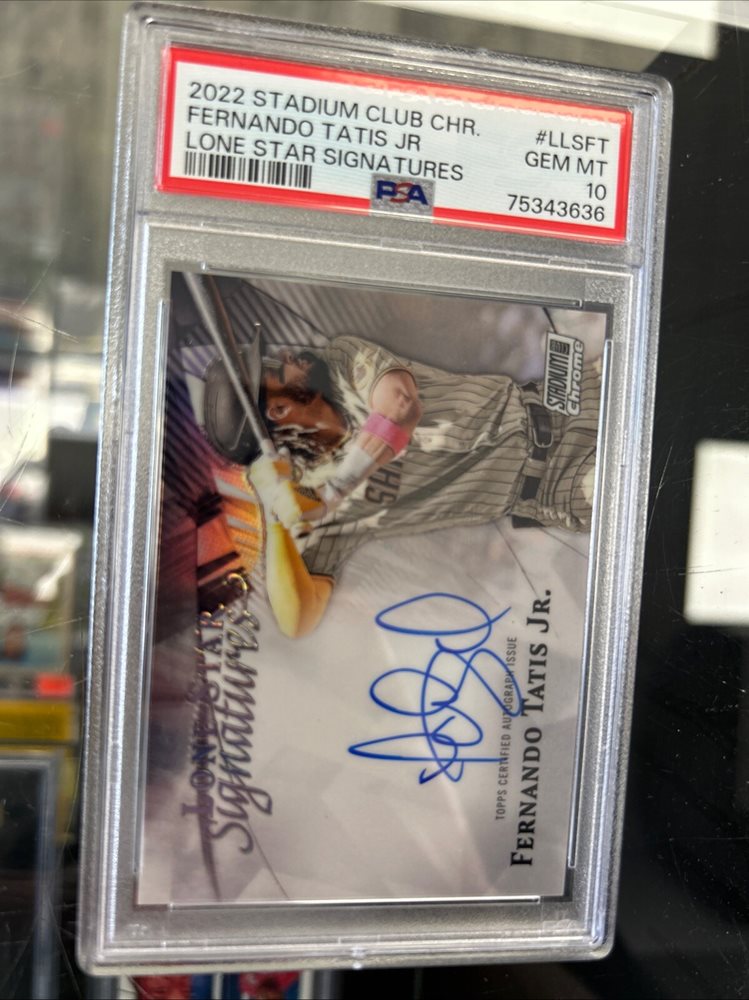 2022 STADIUM CLUB CHR.
FERNANDO TATIS JR
LONE STAR SIGNATURES
#LLSFT
GEM MT
10
75343636
PSA
STADIUM CLUB
chrome
LONE STAR
Signatures
TOPPS CERTIFIED AUTOGRAPH ISSUE
FERNANDO TATIS JR.